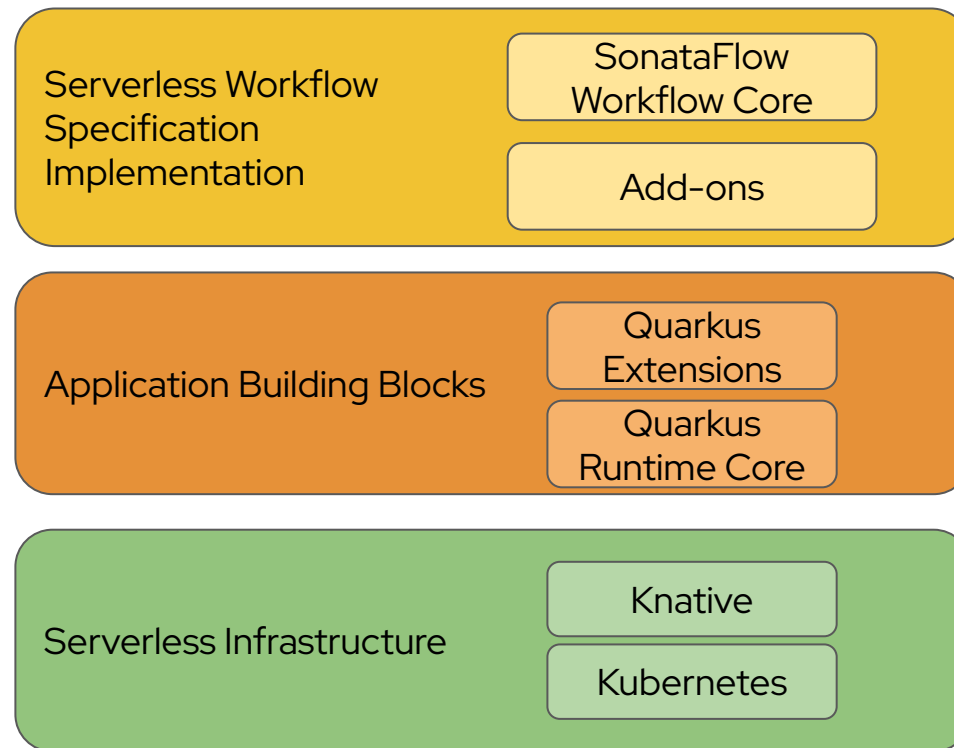 Serverless Workflow
Specification
Implementation
SonataFlow
Workflow Core
Add-ons
Application Building Blocks
Quarkus
Extensions
Quarkus
Runtime Core
Serverless Infrastructure
Knative
Kubernetes